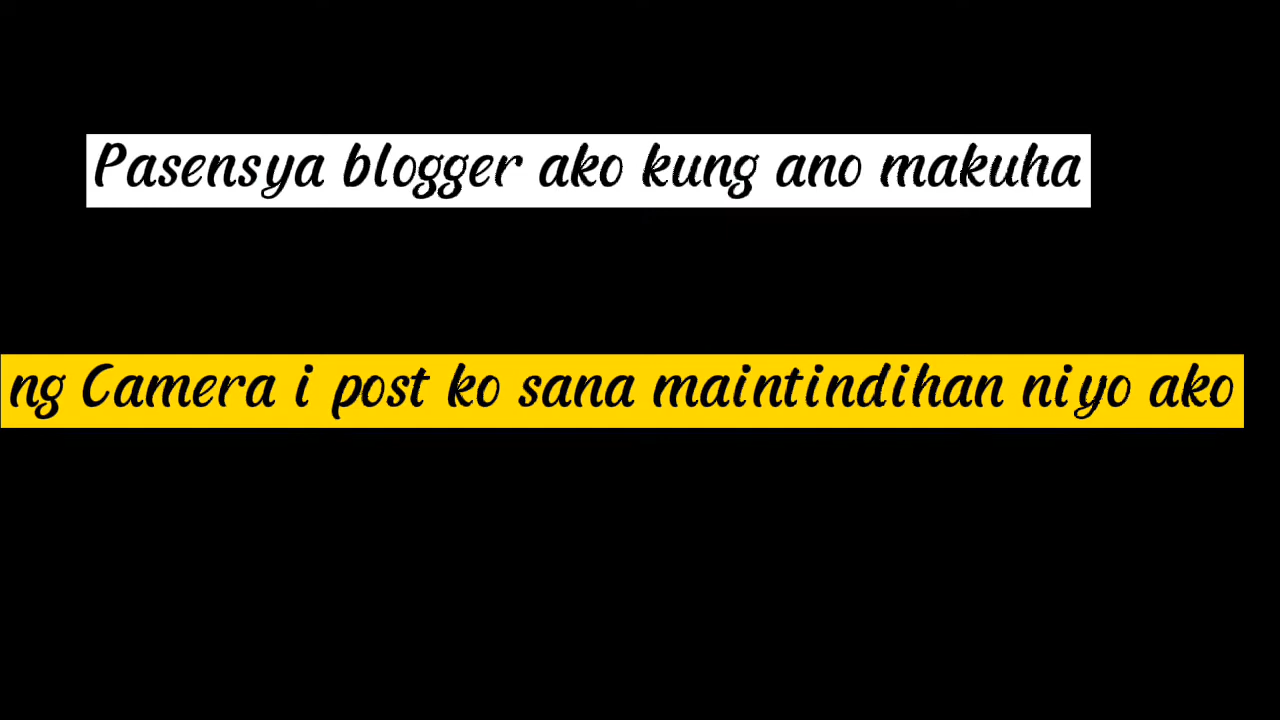 Pasensya blogger ako kung ano makuha
ng Camera i post ko sana maintindihan niyo ako